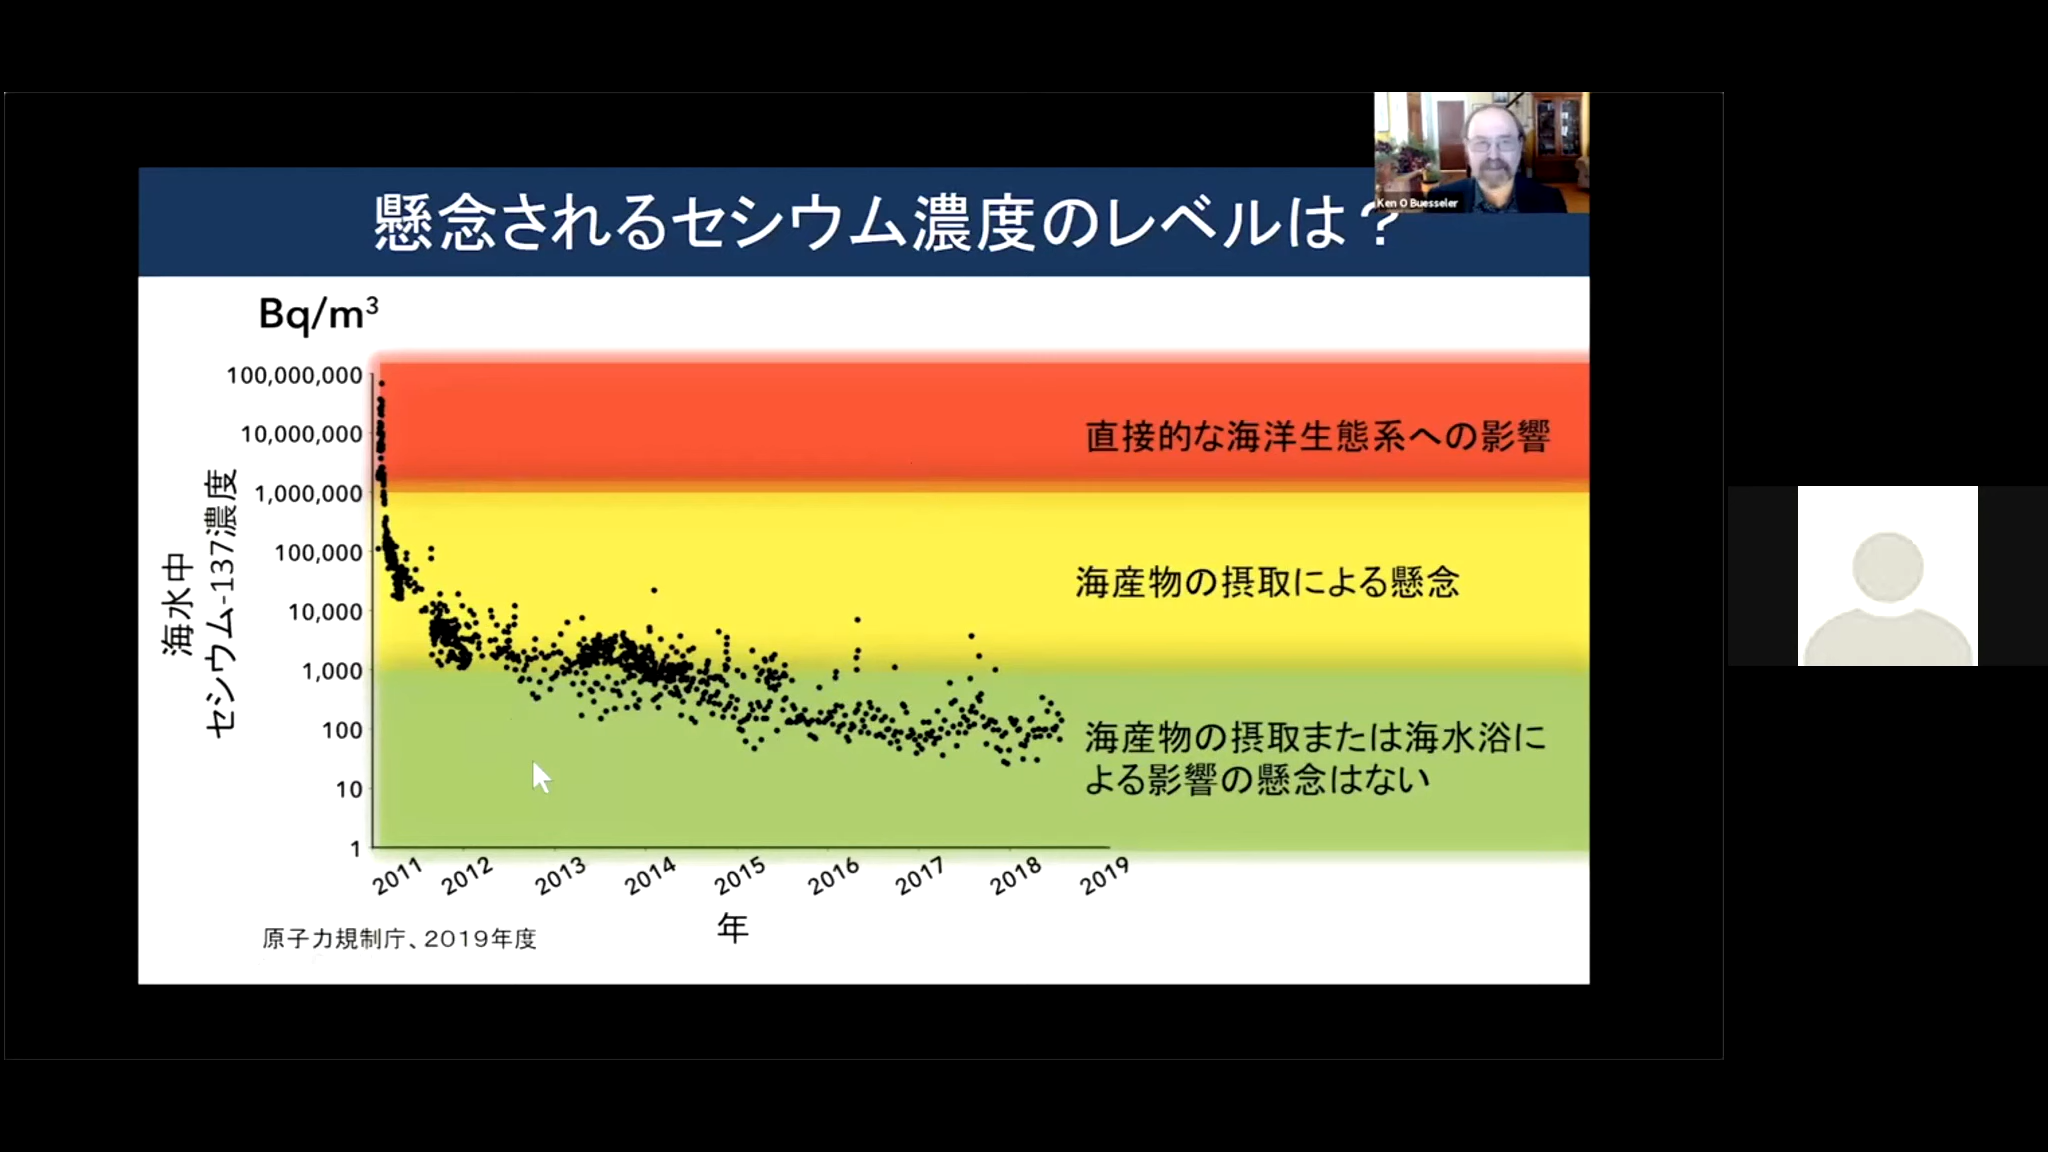 Ken O Buesseler
懸念されるセシウム濃度のレベルは？
Bq/m³
100,000,000
10,000,000
1,000,000
100,000
10,000
1,000
100
10
1
海水中
セシウム-137濃度
直接的な海洋生態系への影響
海産物の摂取による懸念
海産物の摂取または海水浴に
よる影響の懸念はない
2011
2012
2013
2014
2015
2016
2017
2018
2019
年
原子力規制庁、2019年度